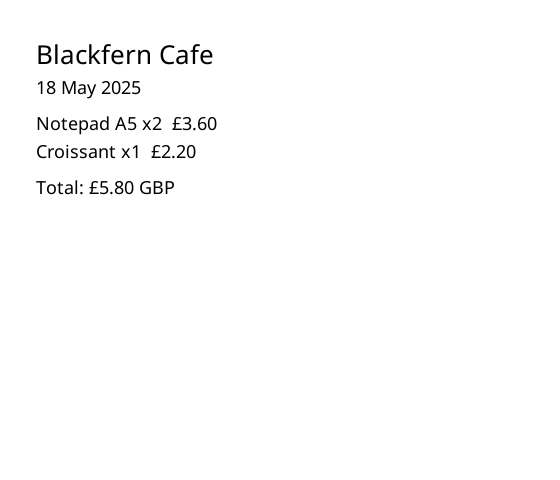 Blackfern Cafe
18 May 2025
Notepad A5 x2  £3.60
Croissant x1  £2.20
Total: £5.80 GBP